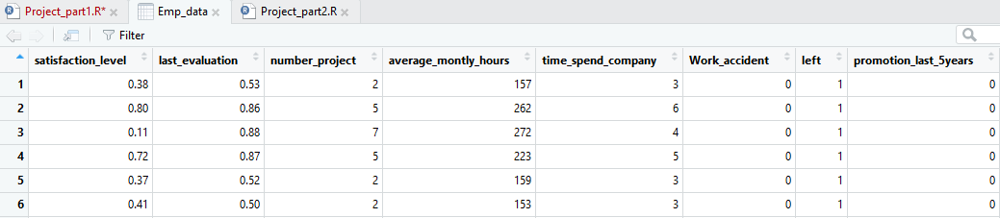 Project_part1.R* Emp_data Project_part2.R
Filter
satisfaction_level last_evaluation number_project average_montly_hours time_spend_company Work_accident left promotion_last_5years
1 0.38 0.53 2 157 3 0 1 0
2 0.80 0.86 5 262 6 0 1 0
3 0.11 0.88 7 272 4 0 1 0
4 0.72 0.87 5 223 5 0 1 0
5 0.37 0.52 2 159 3 0 1 0
6 0.41 0.50 2 153 3 0 1 0